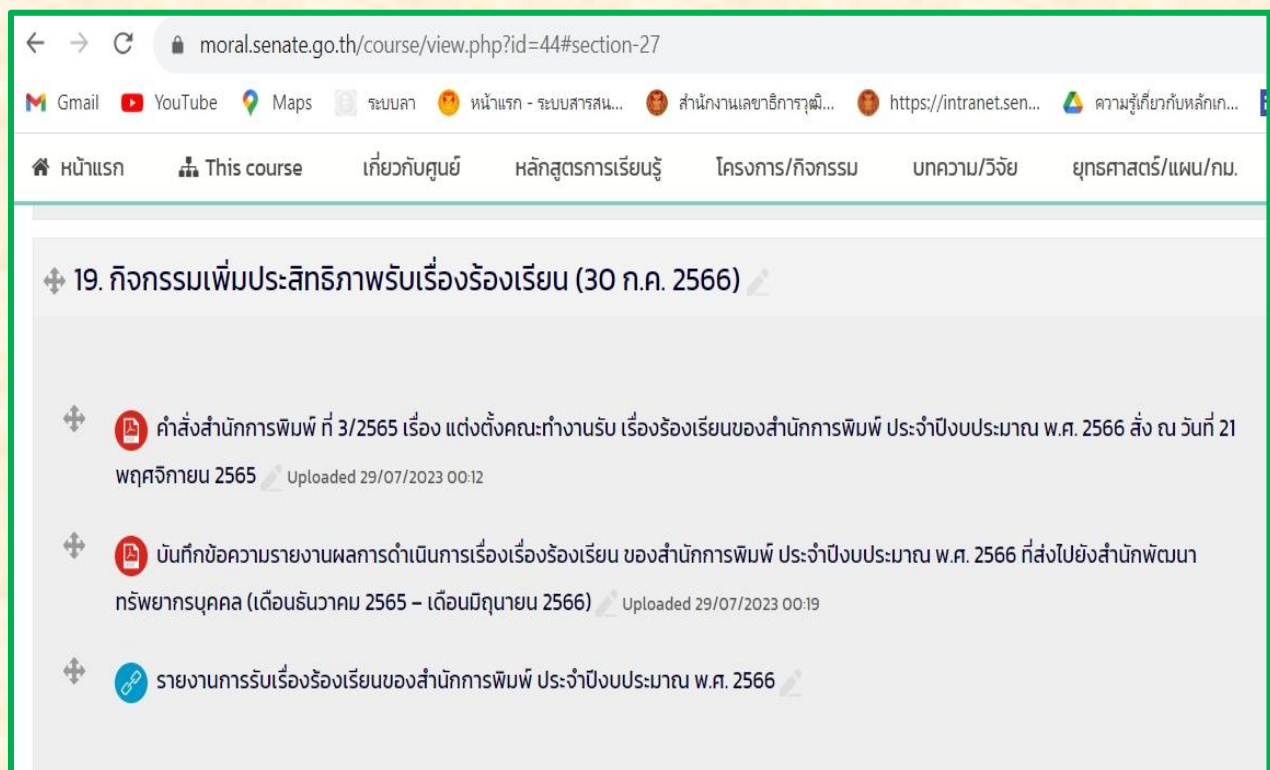 moral.senate.go.th/course/view.php?id=44#section-27
Gmail YouTube Maps ระบบลา หน้าแรก - ระบบสารสน... สำนักงานเลขาธิการวุฒิ... https://intranet.sen... ความรู้เกี่ยวกับหลักเก...
หน้าแรก This course เกี่ยวกับศูนย์ หลักสูตรการเรียนรู้ โครงการ/กิจกรรม บทความ/วิจัย ยุทธศาสตร์/แผน/กม.
19. กิจกรรมเพิ่มประสิทธิภาพรับเรื่องร้องเรียน (30 ก.ค. 2566)
คำสั่งสำนักการพิมพ์ ที่ 3/2565 เรื่อง แต่งตั้งคณะทำงานรับ เรื่องร้องเรียนของสำนักการพิมพ์ ประจำปีงบประมาณ พ.ศ. 2566 สั่ง ณ วันที่ 21
พฤศจิกายน 2565 Uploaded 29/07/2023 00:12
บันทึกข้อความรายงานผลการดำเนินการเรื่องเรื่องร้องเรียน ของสำนักการพิมพ์ ประจำปีงบประมาณ พ.ศ. 2566 ที่ส่งไปยังสำนักพัฒนา
ทรัพยากรบุคคล (เดือนธันวาคม 2565 – เดือนมิถุนายน 2566) Uploaded 29/07/2023 00:19
รายงานการรับเรื่องร้องเรียนของสำนักการพิมพ์ ประจำปีงบประมาณ พ.ศ. 2566